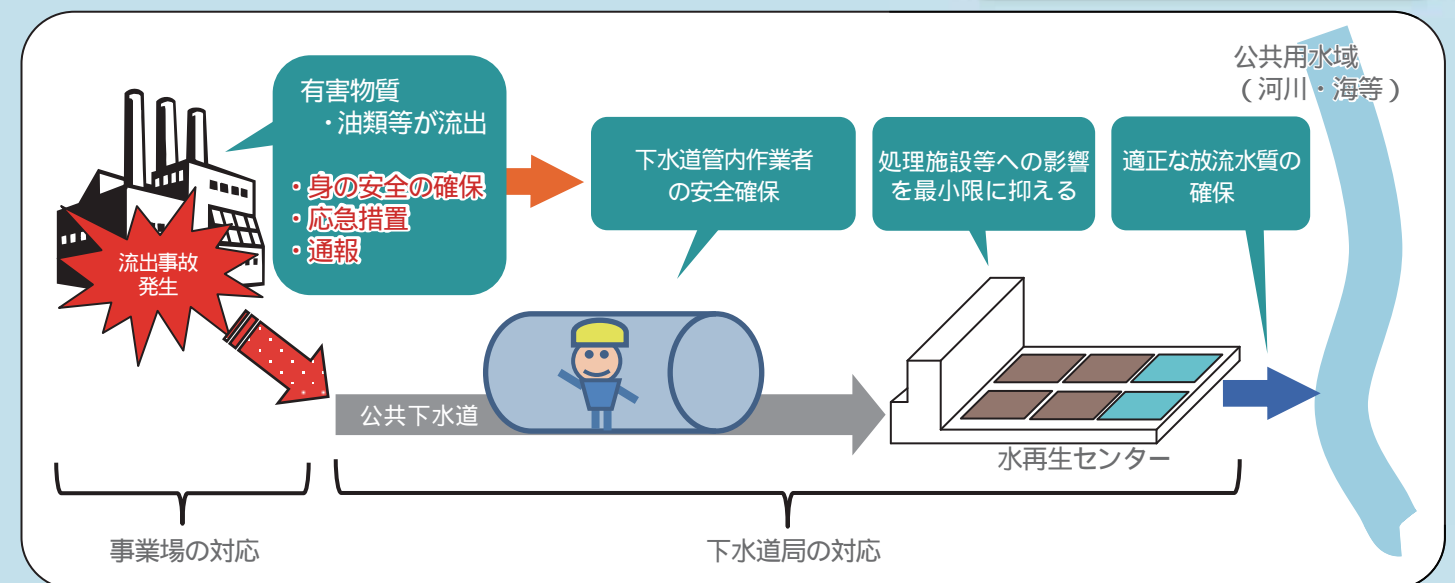 有害物質
・油類等が流出
・身の安全の確保
・応急措置
・通報
流出事故
発生
下水道管内作業者
の安全確保
処理施設等への影響
を最小限に抑える
適正な放流水質の
確保
公共用水域
(河川・海等)
公共下水道
水再生センター
事業場の対応
下水道局の対応